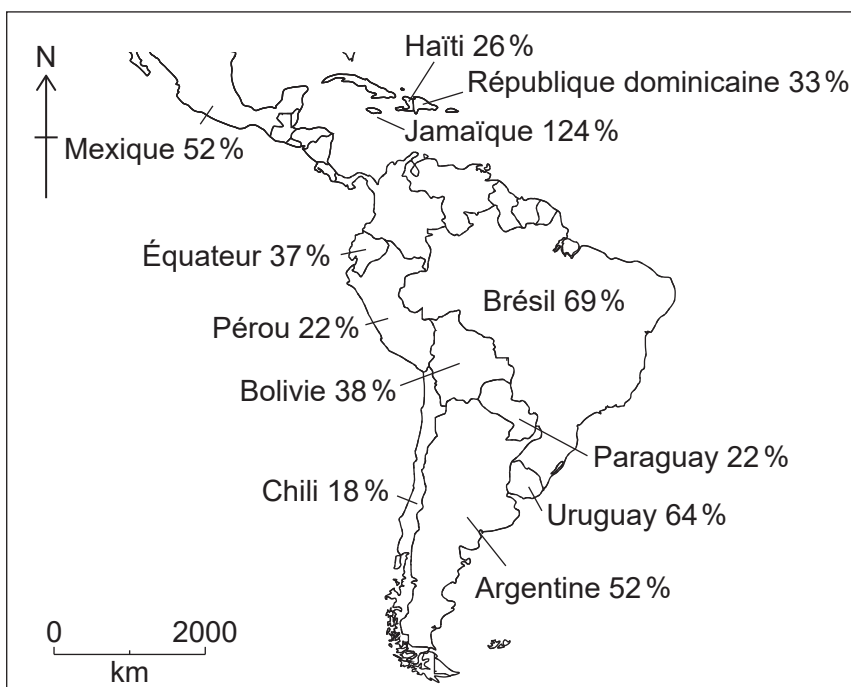 Haïti 26 %
N
République dominicaine 33 %
Jamaïque 124 %
Mexique 52 %
Équateur 37 %
Brésil 69 %
Pérou 22 %
Bolivie 38 %
Paraguay 22 %
Chili 18 %
Uruguay 64 %
Argentine 52 %
0 2000
km